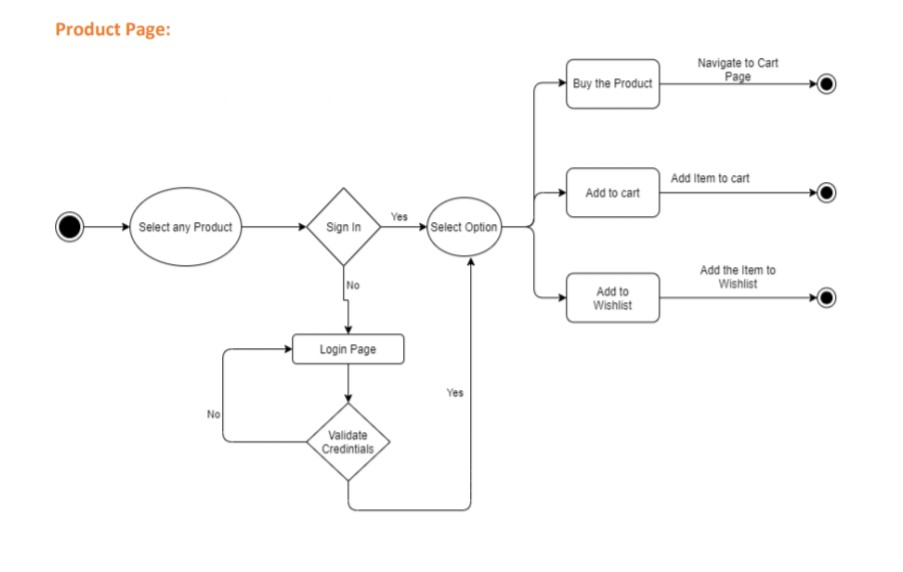 Product Page:
Navigate to Cart
Page
Buy the Product
Add Item to cart
Add to cart
Select any Product
Sign In
Yes
Select Option
Add the Item to
Wishlist
Add to
Wishlist
No
Login Page
Yes
No
Validate
Credintials